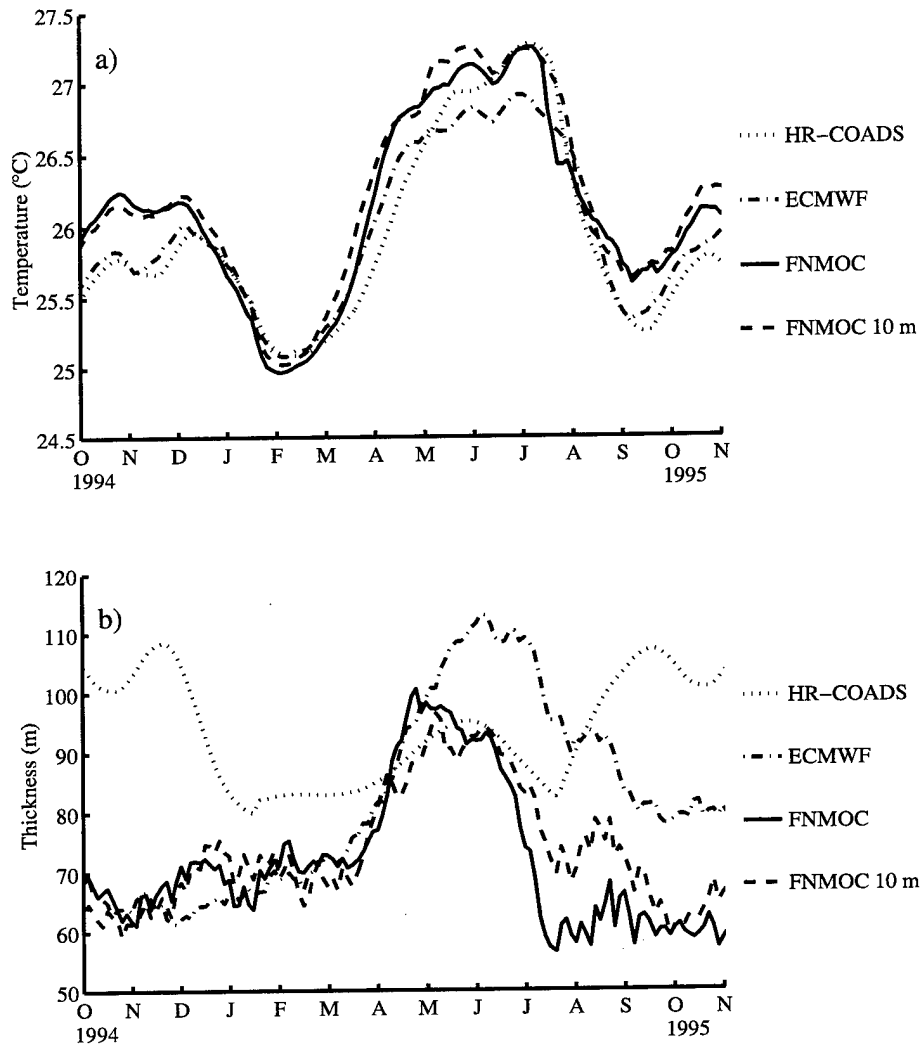 a)
Temperature (°C)
27.5
27
26.5
26
25.5
25
24.5
O N D J F M A M J J A S O N
1994 1995
HR-COADS
ECMWF
FNMOC
FNMOC 10 m
b)
Thickness (m)
120
110
100
90
80
70
60
50
O N D J F M A M J J A S O N
1994 1995
HR-COADS
ECMWF
FNMOC
FNMOC 10 m